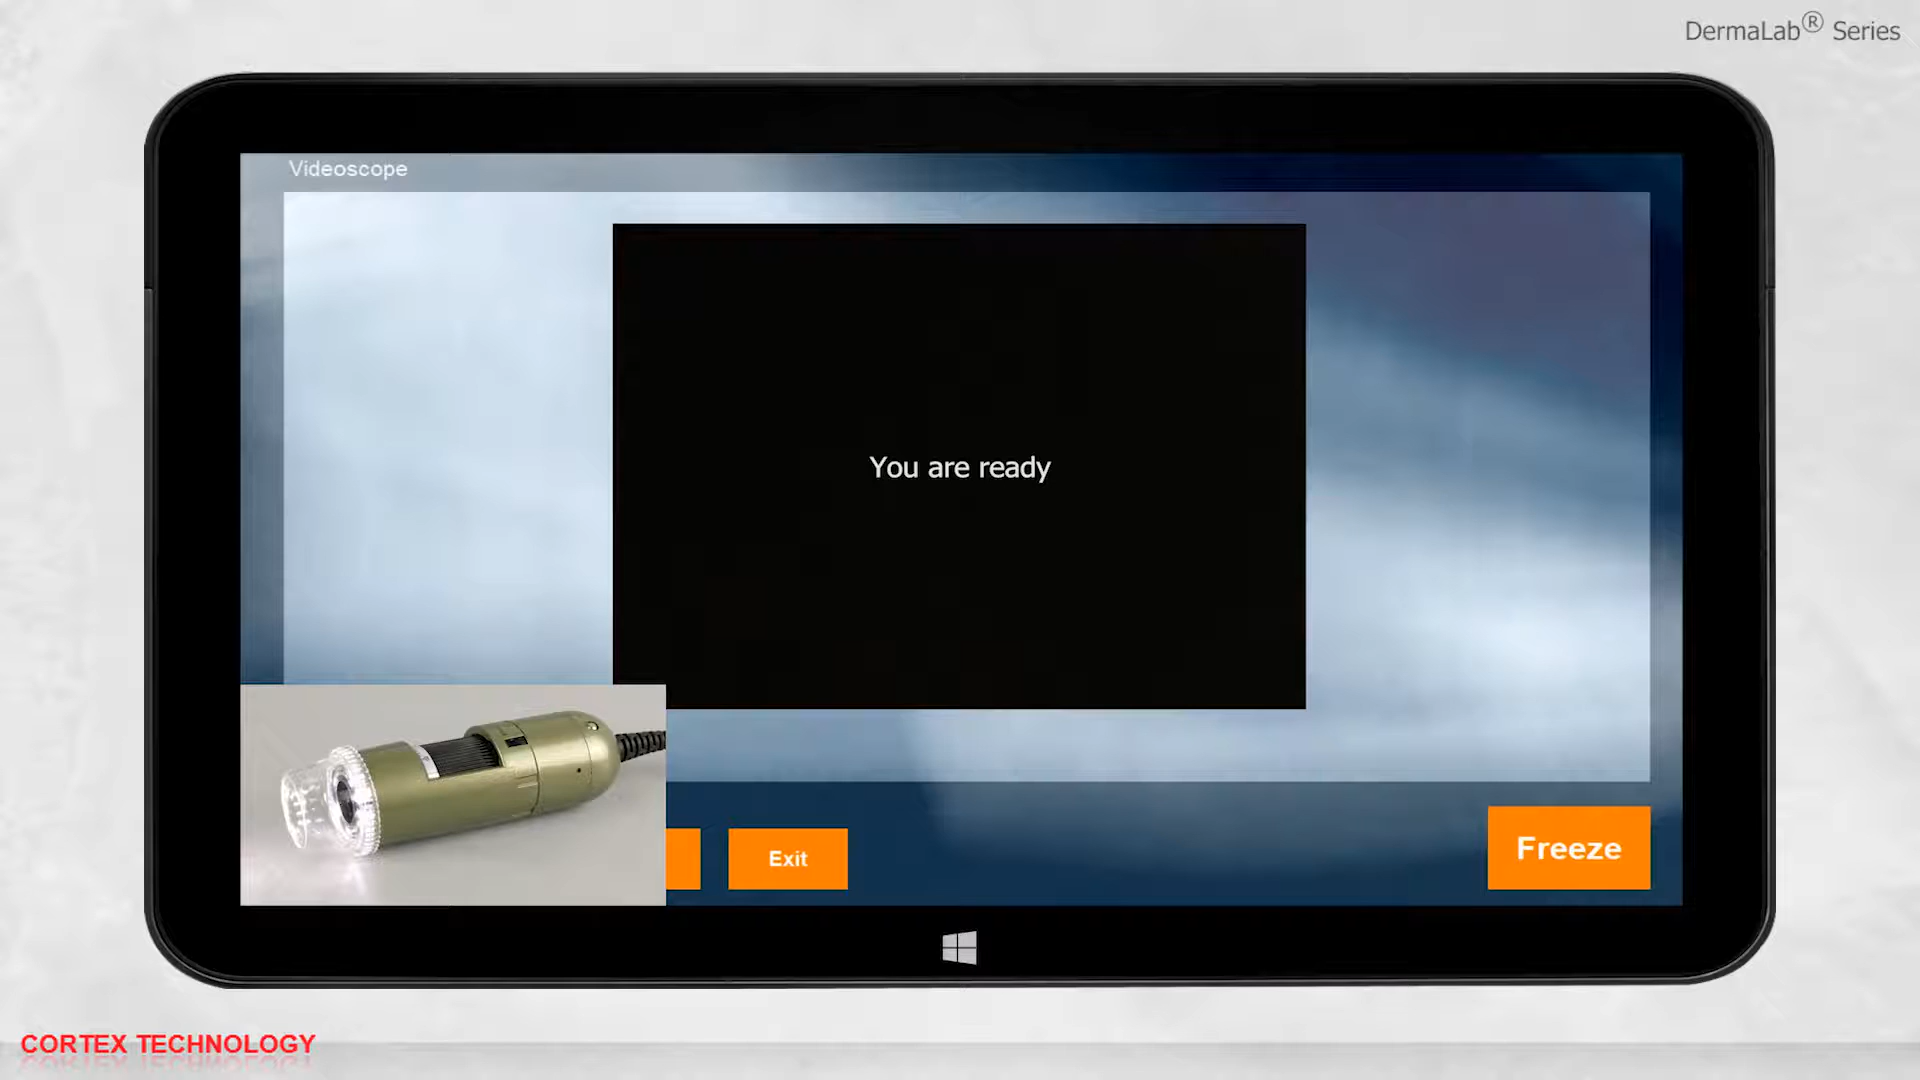 DermaLab® Series
Videoscope
You are ready
Exit
Freeze
CORTEX TECHNOLOGY